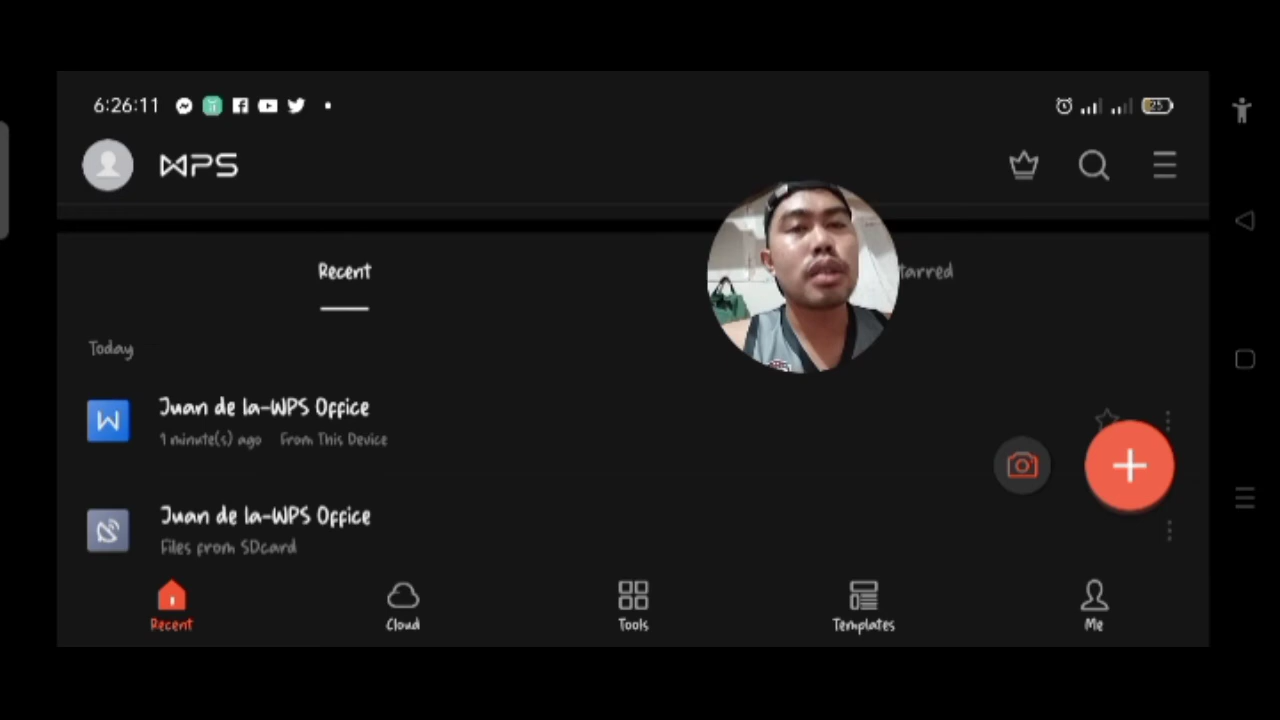 6:26:11
25
WPS
Recent
tarred
Today
Juan de la-WPS Office
1 minute(s) ago From This Device
Juan de la-WPS Office
Files from SDcard
Recent
Cloud
Tools
Templates
Me